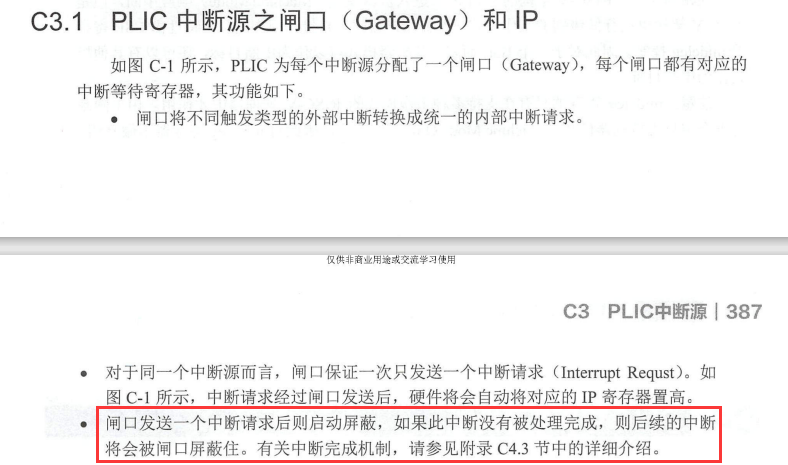 C3.1 PLIC 中断源之闸口（Gateway）和 IP
如图 C-1 所示，PLIC 为每个中断源分配了一个闸口（Gateway），每个闸口都有对应的
中断等待寄存器，其功能如下。
● 闸口将不同触发类型的外部中断转换成统一的内部中断请求。
仅供非商业用途或交流学习使用
C3 PLIC中断源｜387
● 对于同一个中断源而言，闸口保证一次只发送一个中断请求（Interrupt Requst）。如
图 C-1 所示，中断请求经过闸口发送后，硬件将会自动将对应的 IP 寄存器置高。
● 闸口发送一个中断请求后则启动屏蔽，如果此中断没有被处理完成，则后续的中断
将会被闸口屏蔽住。有关中断完成机制，请参见附录 C4.3 节中的详细介绍。